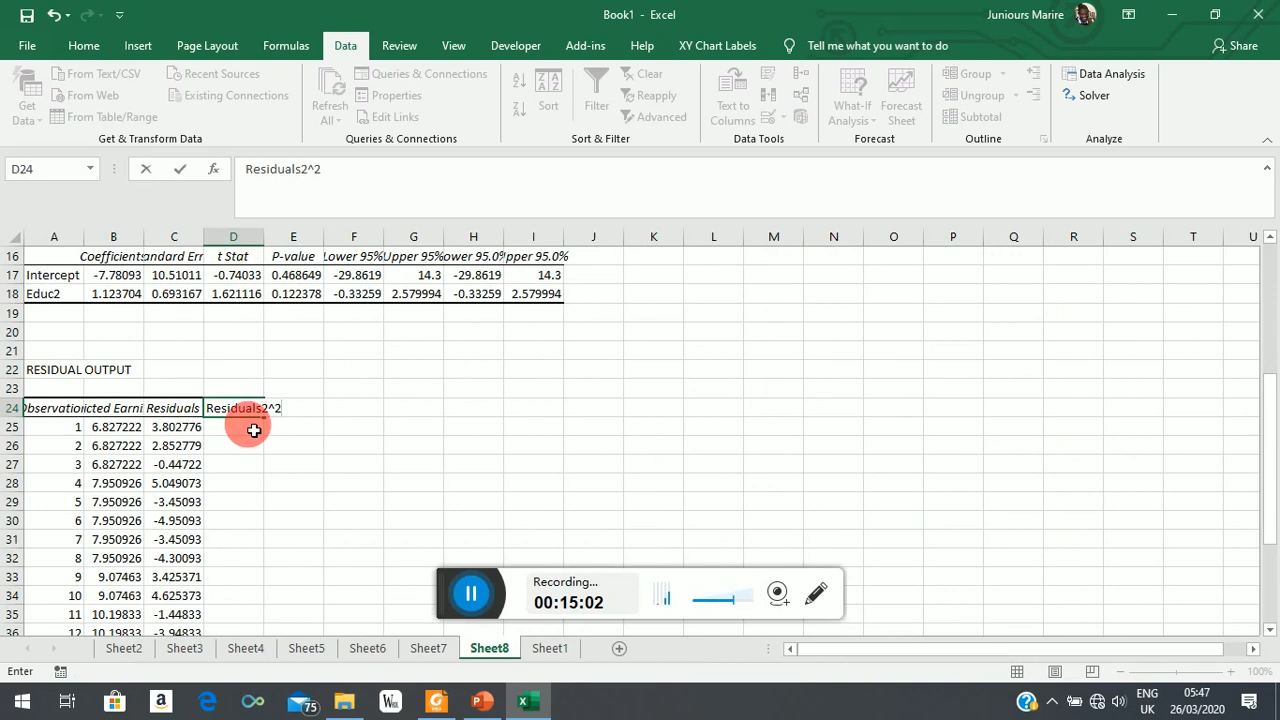 Book1 - Excel
Juniours Marire
File Home Insert Page Layout Formulas Data Review View Developer Add-ins Help XY Chart Labels Tell me what you want to do Share
Get Data
From Text/CSV
From Web
From Table/Range
Recent Sources
Existing Connections
Get & Transform Data
Refresh All
Queries & Connections
Properties
Edit Links
Queries & Connections
Sort
Filter
Clear
Reapply
Advanced
Sort & Filter
Text to Columns
Data Tools
What-If Analysis
Forecast Sheet
Forecast
Group
Ungroup
Subtotal
Outline
Data Analysis
Solver
Analyze
D24 fx Residuals2^2
A B C D E F G H I J K L M N O P Q R S T U
16 Coefficients andard Err t Stat P-value Lower 95% Upper 95% ower 95.0% pper 95.0%
17 Intercept -7.78093 10.51011 -0.74033 0.468649 -29.8619 14.3 -29.8619 14.3
18 Educ2 1.123704 0.693167 1.621116 0.122378 -0.33259 2.579994 -0.33259 2.579994
19
20
21
22 RESIDUAL OUTPUT
23
24 Observation icted Earni Residuals Residuals2^2
25 1 6.827222 3.802776
26 2 6.827222 2.852779
27 3 6.827222 -0.44722
28 4 7.950926 5.049073
29 5 7.950926 -3.45093
30 6 7.950926 -4.95093
31 7 7.950926 -3.45093
32 8 7.950926 -4.30093
33 9 9.07463 3.425371
34 10 9.07463 4.625373
35 11 10.19833 -1.44833
36 12 10.19833 -3.94833
Recording...
00:15:02
Sheet2 Sheet3 Sheet4 Sheet5 Sheet6 Sheet7 Sheet8 Sheet1
Enter 100%
75
ENG
UK
05:47
26/03/2020